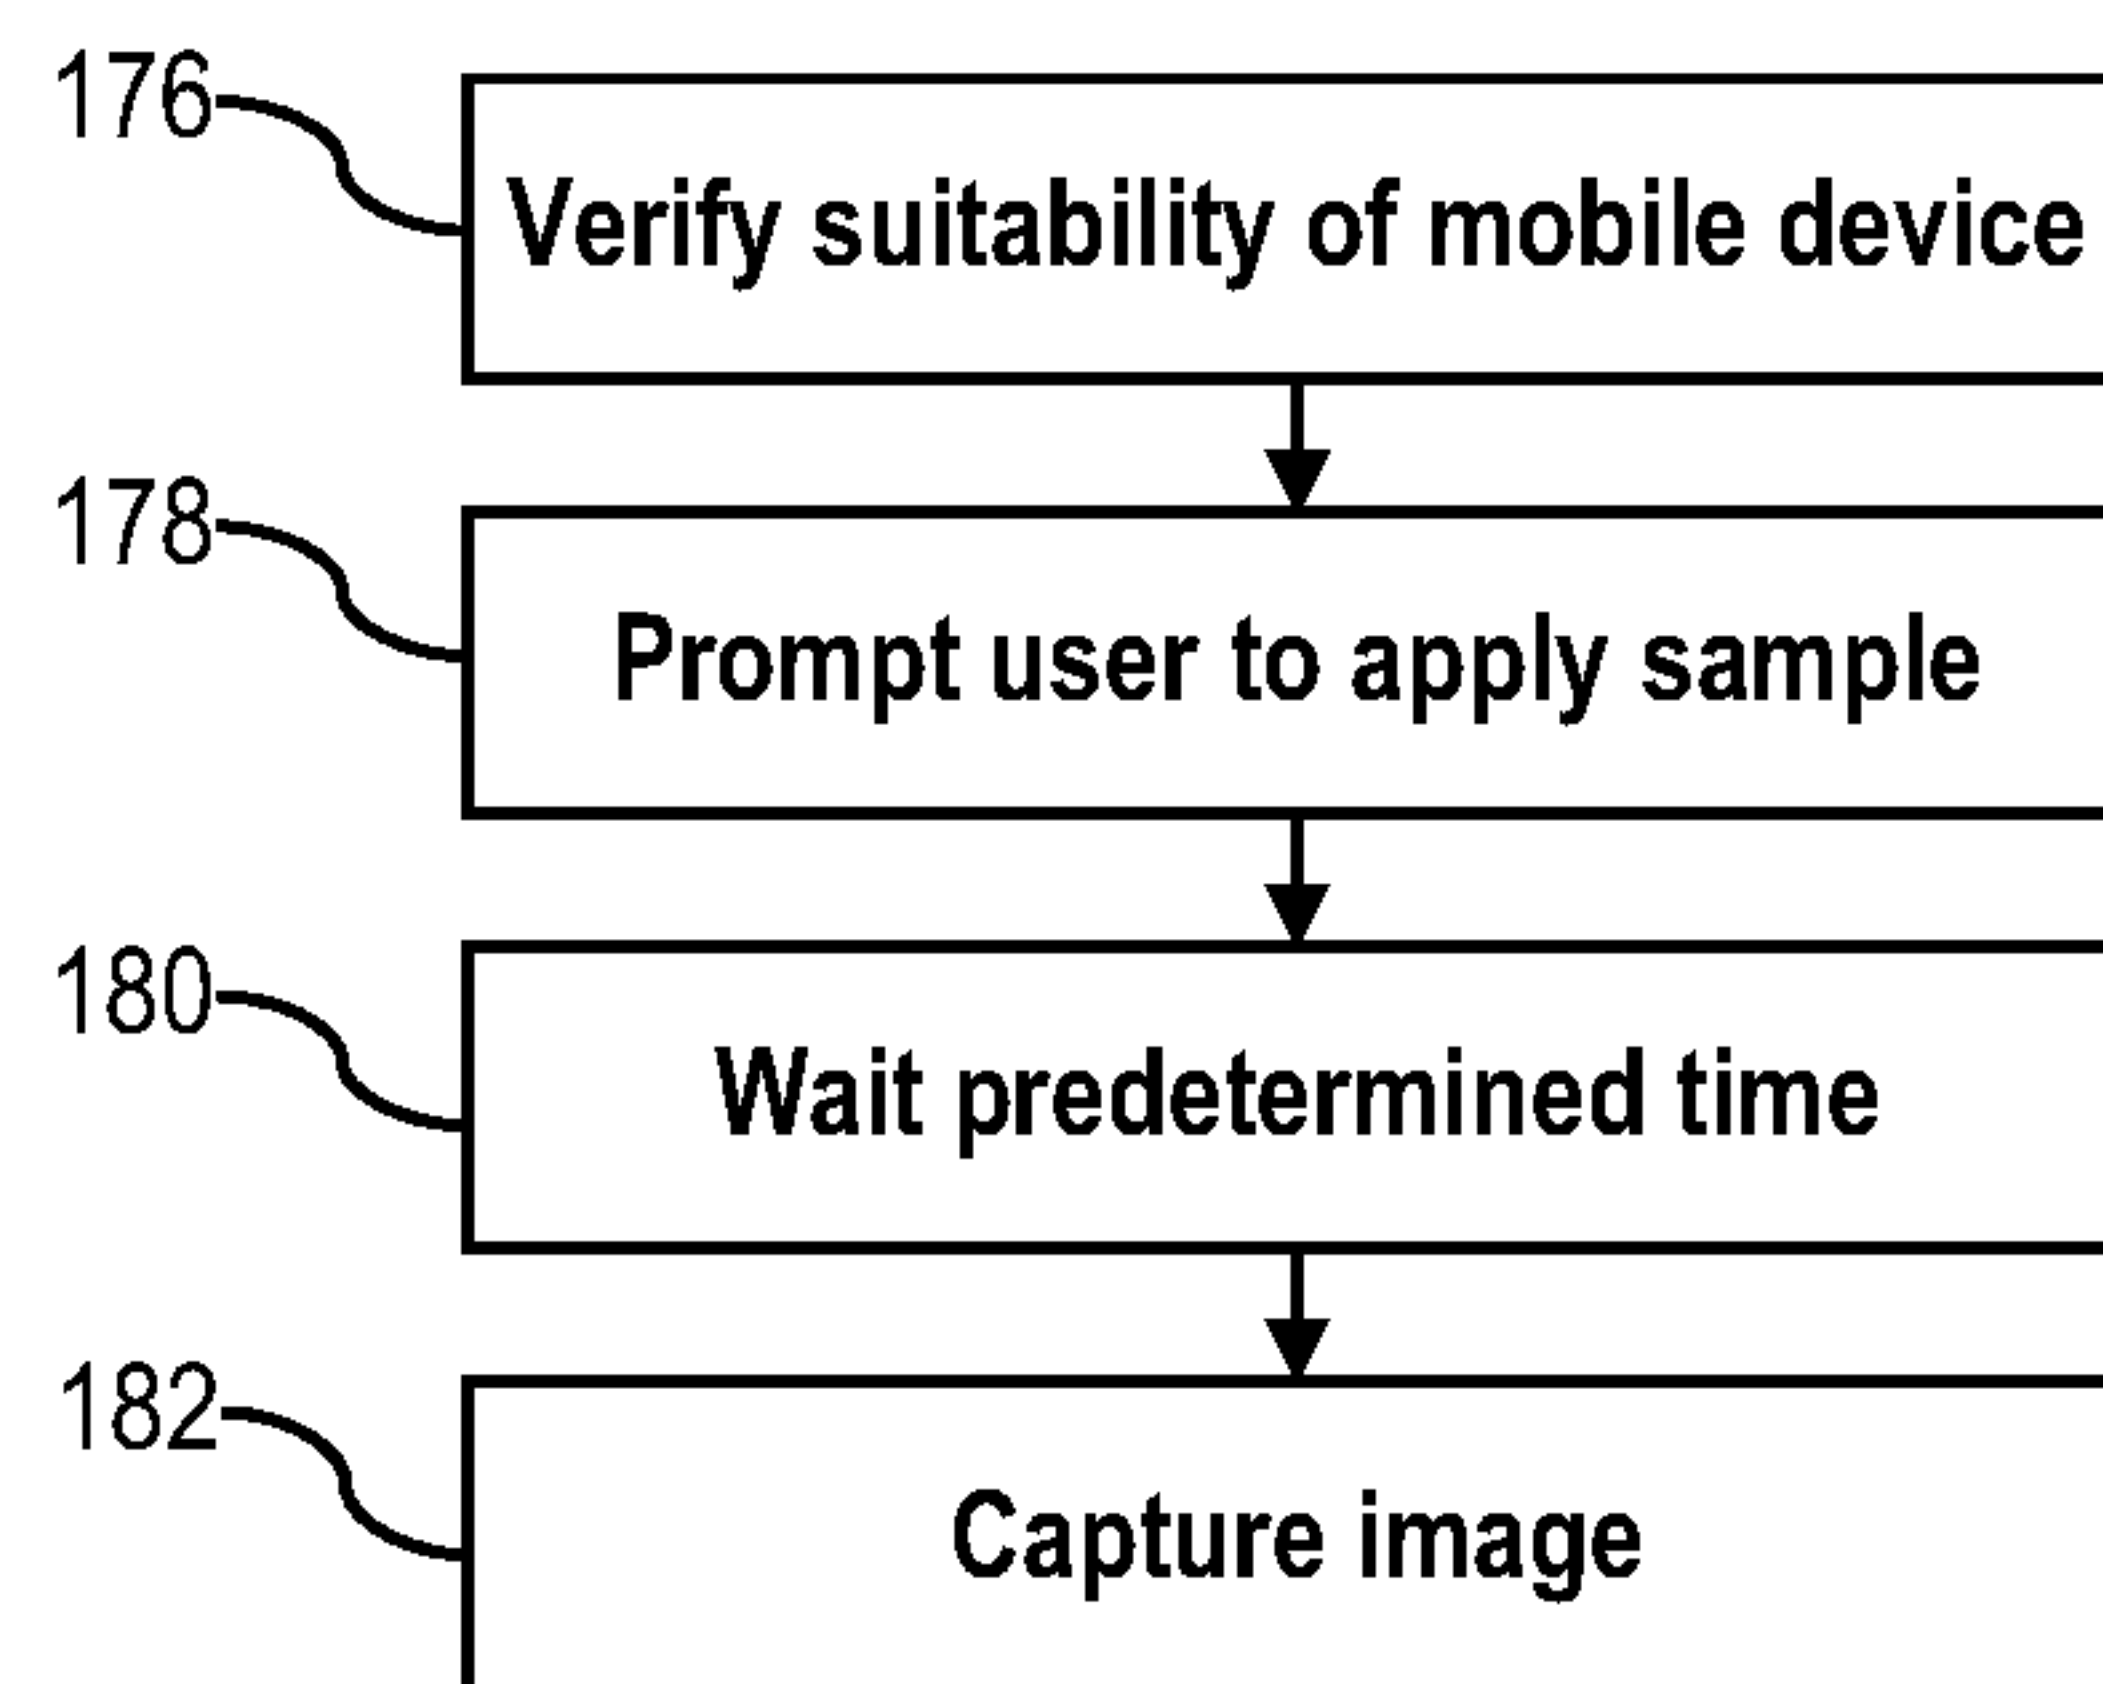 176
Verify suitability of mobile device
178
Prompt user to apply sample
180
Wait predetermined time
182
Capture image